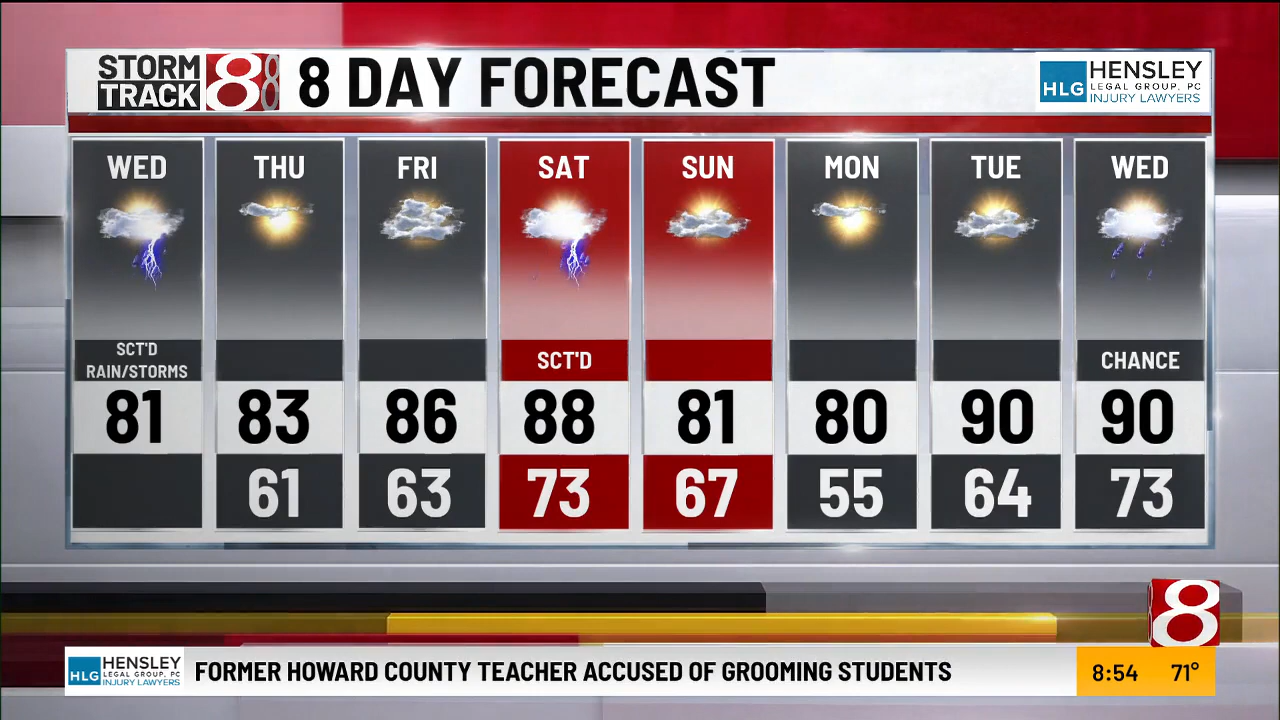 STORM
TRACK 8
8 DAY FORECAST
HLG HENSLEY
LEGAL GROUP, PC
INJURY LAWYERS
WED THU FRI SAT SUN MON TUE WED
SCT'D
RAIN/STORMS
SCT'D
CHANCE
81 83 86 88 81 80 90 90
61 63 73 67 55 64 73
8
HLG HENSLEY
LEGAL GROUP, PC
INJURY LAWYERS
FORMER HOWARD COUNTY TEACHER ACCUSED OF GROOMING STUDENTS
8:54 71°